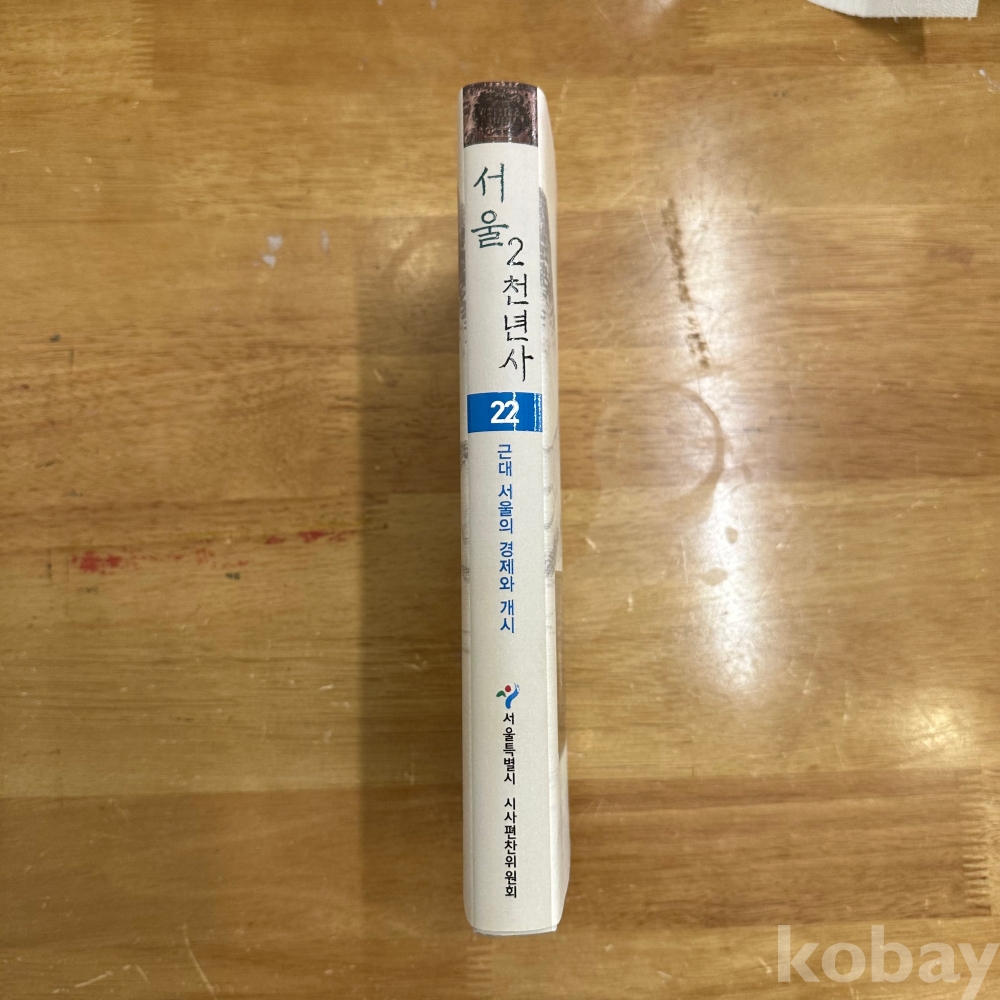 서울2천년사
22
근대 서울의 경제와 개시
서울특별시 시사편찬위원회
kobay